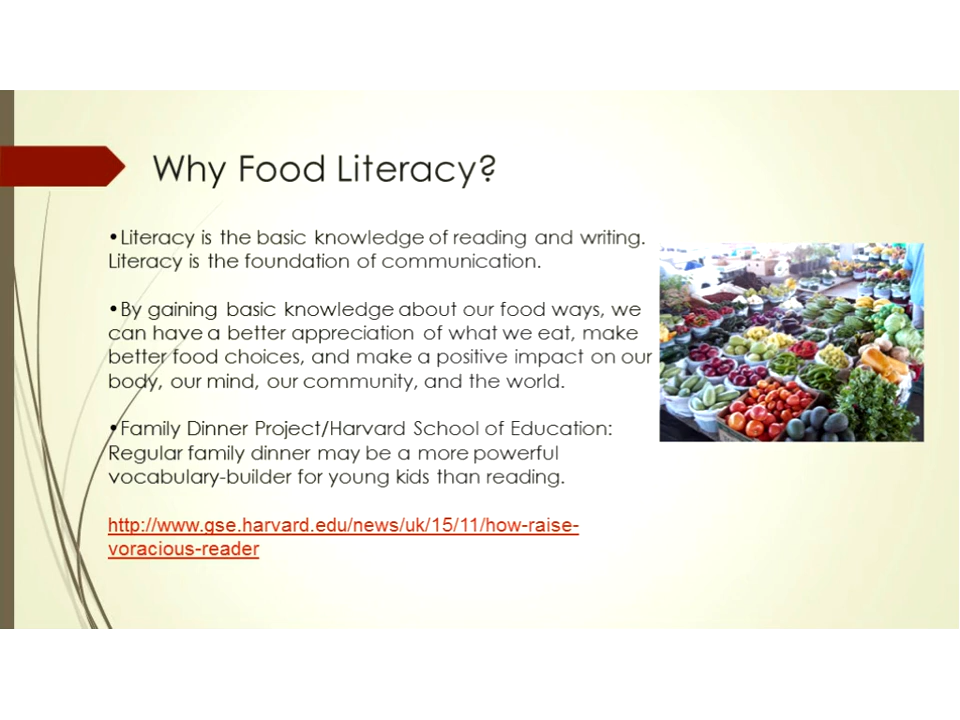 Why Food Literacy?
•Literacy is the basic knowledge of reading and writing.
Literacy is the foundation of communication.
•By gaining basic knowledge about our food ways, we
can have a better appreciation of what we eat, make
better food choices, and make a positive impact on our
body, our mind, our community, and the world.
•Family Dinner Project/Harvard School of Education:
Regular family dinner may be a more powerful
vocabulary-builder for young kids than reading.
http://www.gse.harvard.edu/news/uk/15/11/how-raise-
voracious-reader